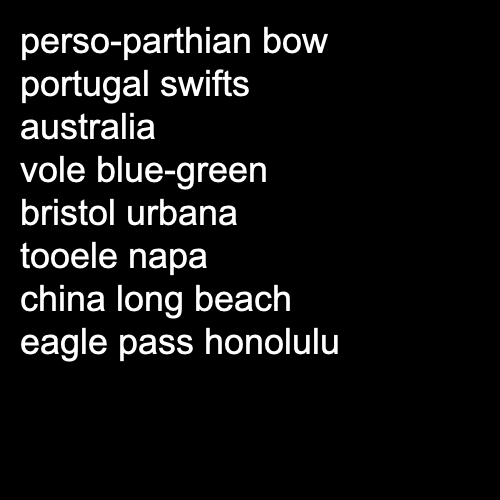 perso-parthian bow
portugal swifts
australia
vole blue-green
bristol urbana
tooele napa
china long beach
eagle pass honolulu